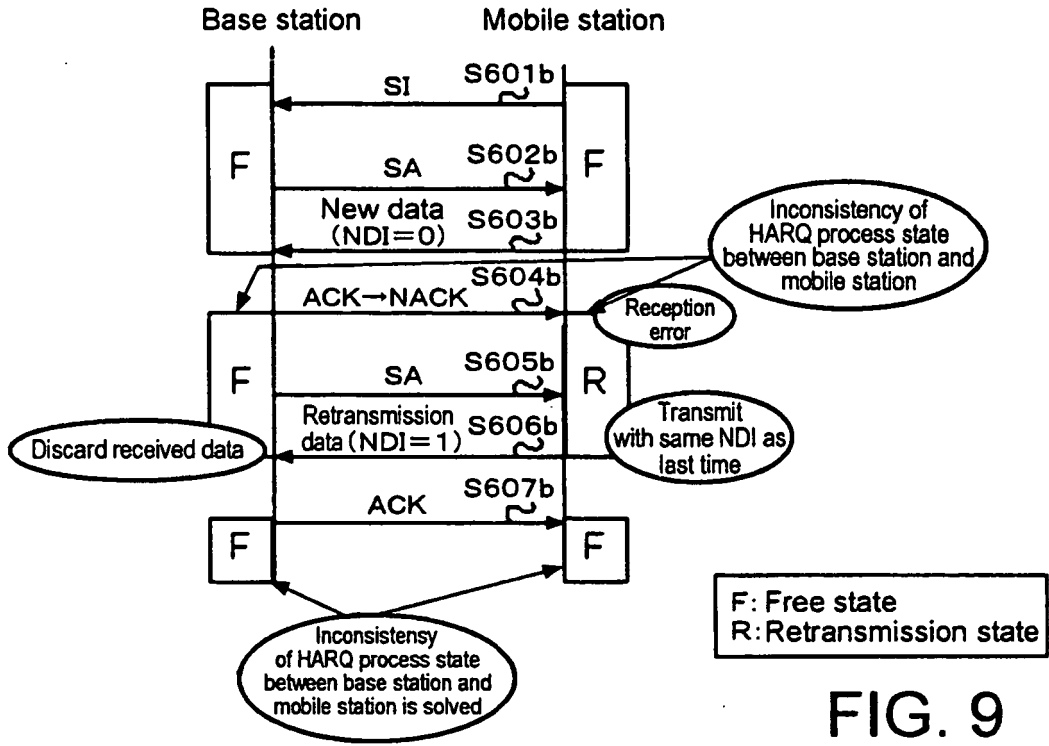 Base station
Mobile station
SI
S601b
F
F
SA
S602b
New data
(NDI=0)
S603b
Inconsistency of
HARQ process state
between base station and
mobile station
ACK→NACK
S604b
Reception
error
F
SA
S605b
R
Retransmission
data (NDI=1)
S606b
Discard received data
Transmit
with same NDI as
last time
ACK
S607b
F
F
Inconsistensy
of HARQ process state
between base station and
mobile station is solved
F: Free state
R: Retransmission state
FIG. 9